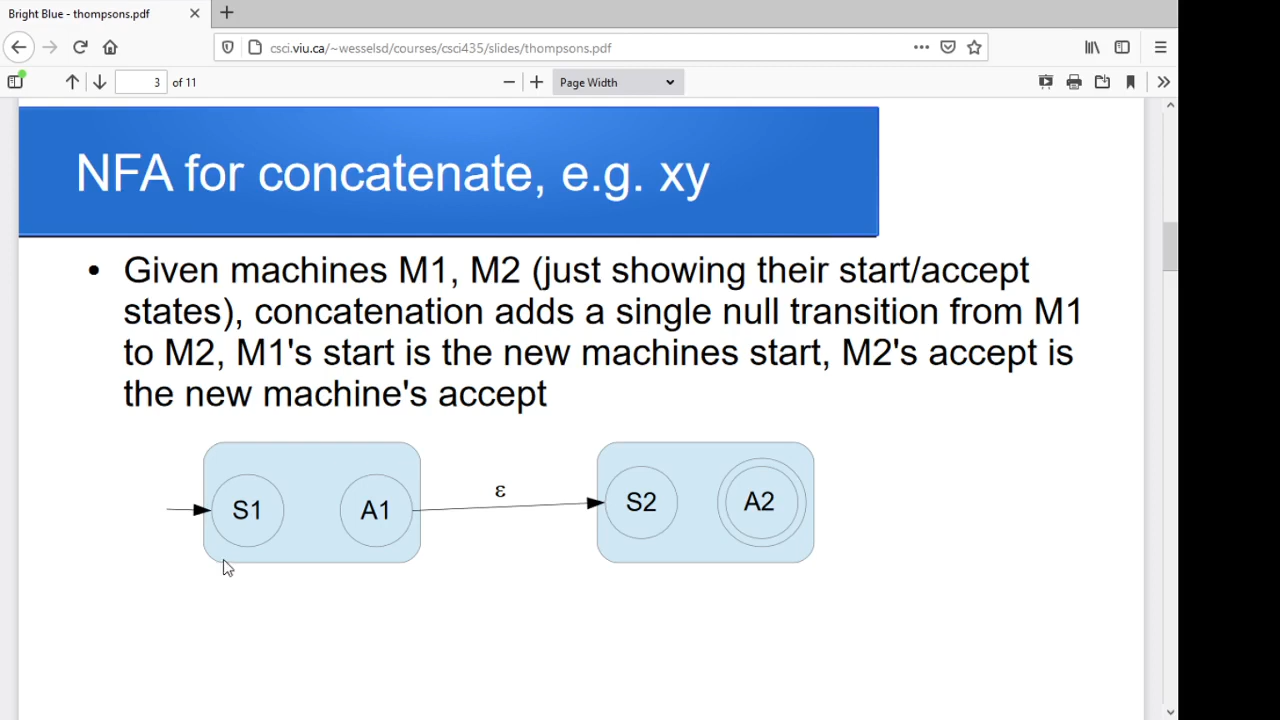 Bright Blue - thompsons.pdf
csci.viu.ca/~wesselsd/courses/csci435/slides/thompsons.pdf
3 of 11
Page Width
NFA for concatenate, e.g. xy
• Given machines M1, M2 (just showing their start/accept
states), concatenation adds a single null transition from M1
to M2, M1's start is the new machines start, M2's accept is
the new machine's accept
ε
S1 A1 S2 A2